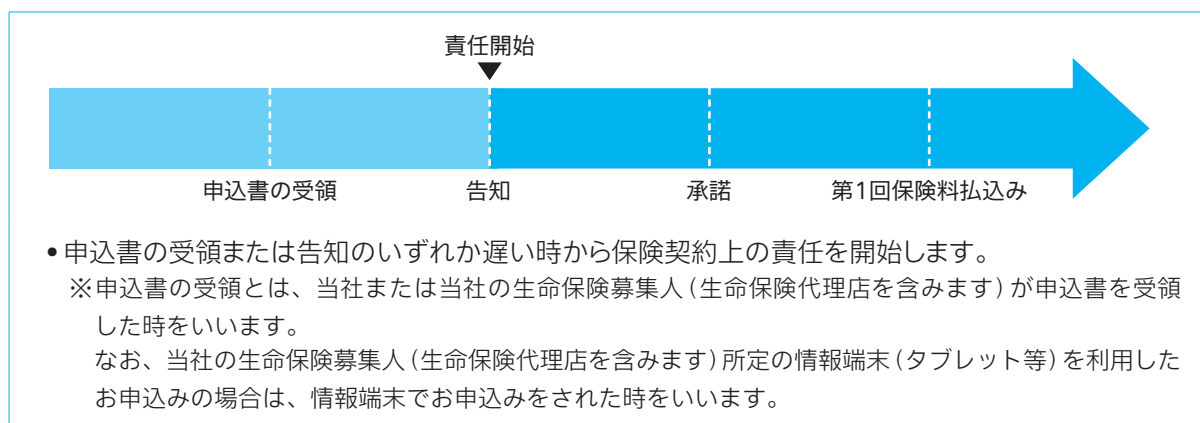 責任開始
申込書の受領 告知 承諾 第1回保険料払込み
•申込書の受領または告知のいずれか遅い時から保険契約上の責任を開始します。
※申込書の受領とは、当社または当社の生命保険募集人(生命保険代理店を含みます)が申込書を受領
した時をいいます。
なお、当社の生命保険募集人(生命保険代理店を含みます)所定の情報端末(タブレット等)を利用した
お申込みの場合は、情報端末でお申込みをされた時をいいます。